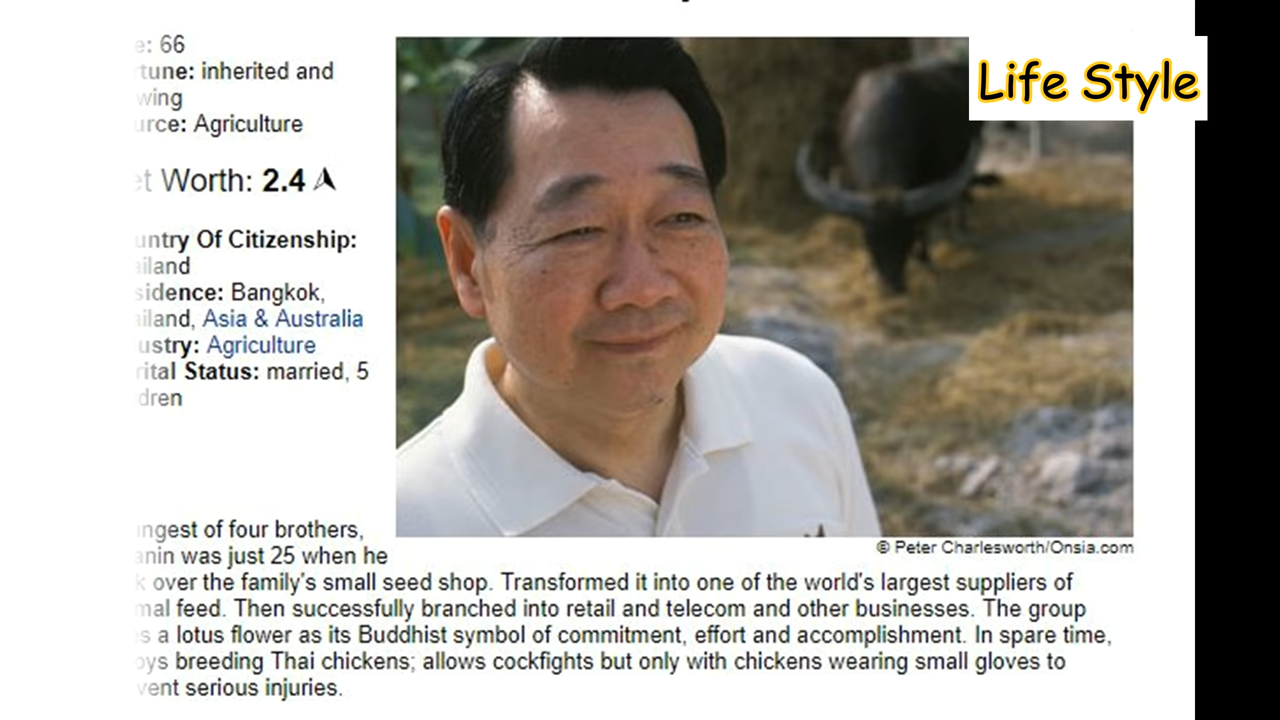 e: 66
Life Style
rtune: inherited and
wing
urce: Agriculture
et Worth: 2.4
untry Of Citizenship:
ailand
sidence: Bangkok,
ailand, Asia & Australia
ustry: Agriculture
rital Status: married, 5
dren
© Peter Charlesworth/Onsia.com
ngest of four brothers,
anin was just 25 when he
k over the family's small seed shop. Transformed it into one of the world's largest suppliers of
mal feed. Then successfully branched into retail and telecom and other businesses. The group
es a lotus flower as its Buddhist symbol of commitment, effort and accomplishment. In spare time,
oys breeding Thai chickens; allows cockfights but only with chickens wearing small gloves to
vent serious injuries.